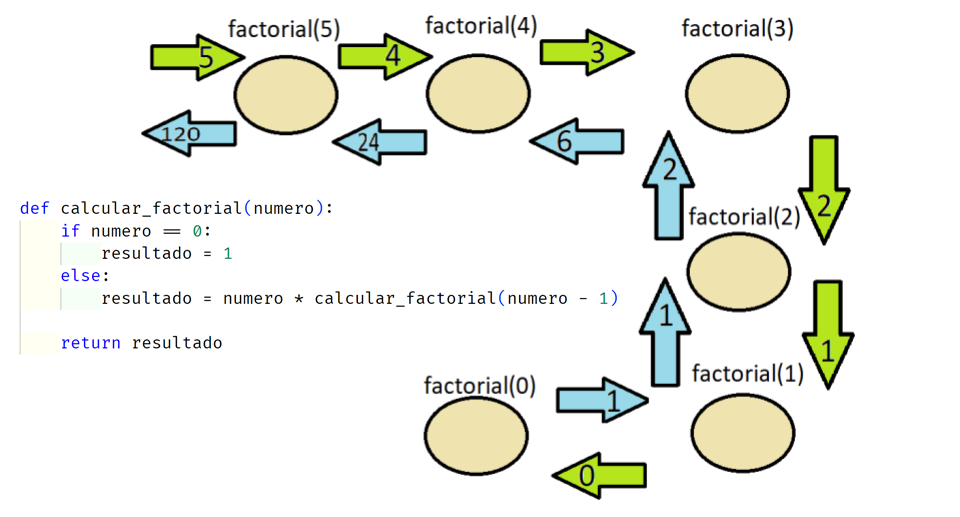 factorial(5)
factorial(4)
factorial(3)
5
4
3
120
24
6
2
2
def calcular_factorial(numero):
if numero == 0:
resultado = 1
else:
resultado = numero * calcular_factorial(numero - 1)
return resultado
factorial(2)
1
1
factorial(1)
factorial(0)
1
0